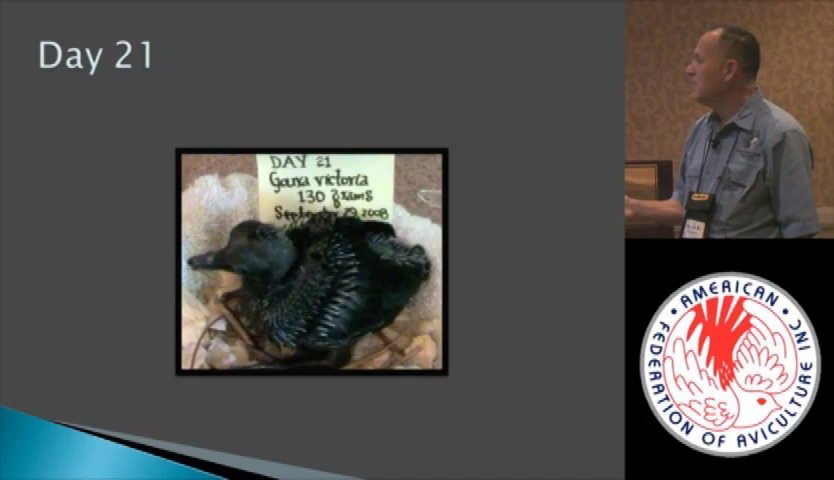 Day 21
DAY 21
Goura victoria
130 grams
September 29, 2008
• AMERICAN •
FEDERATION OF AVICULTURE INC